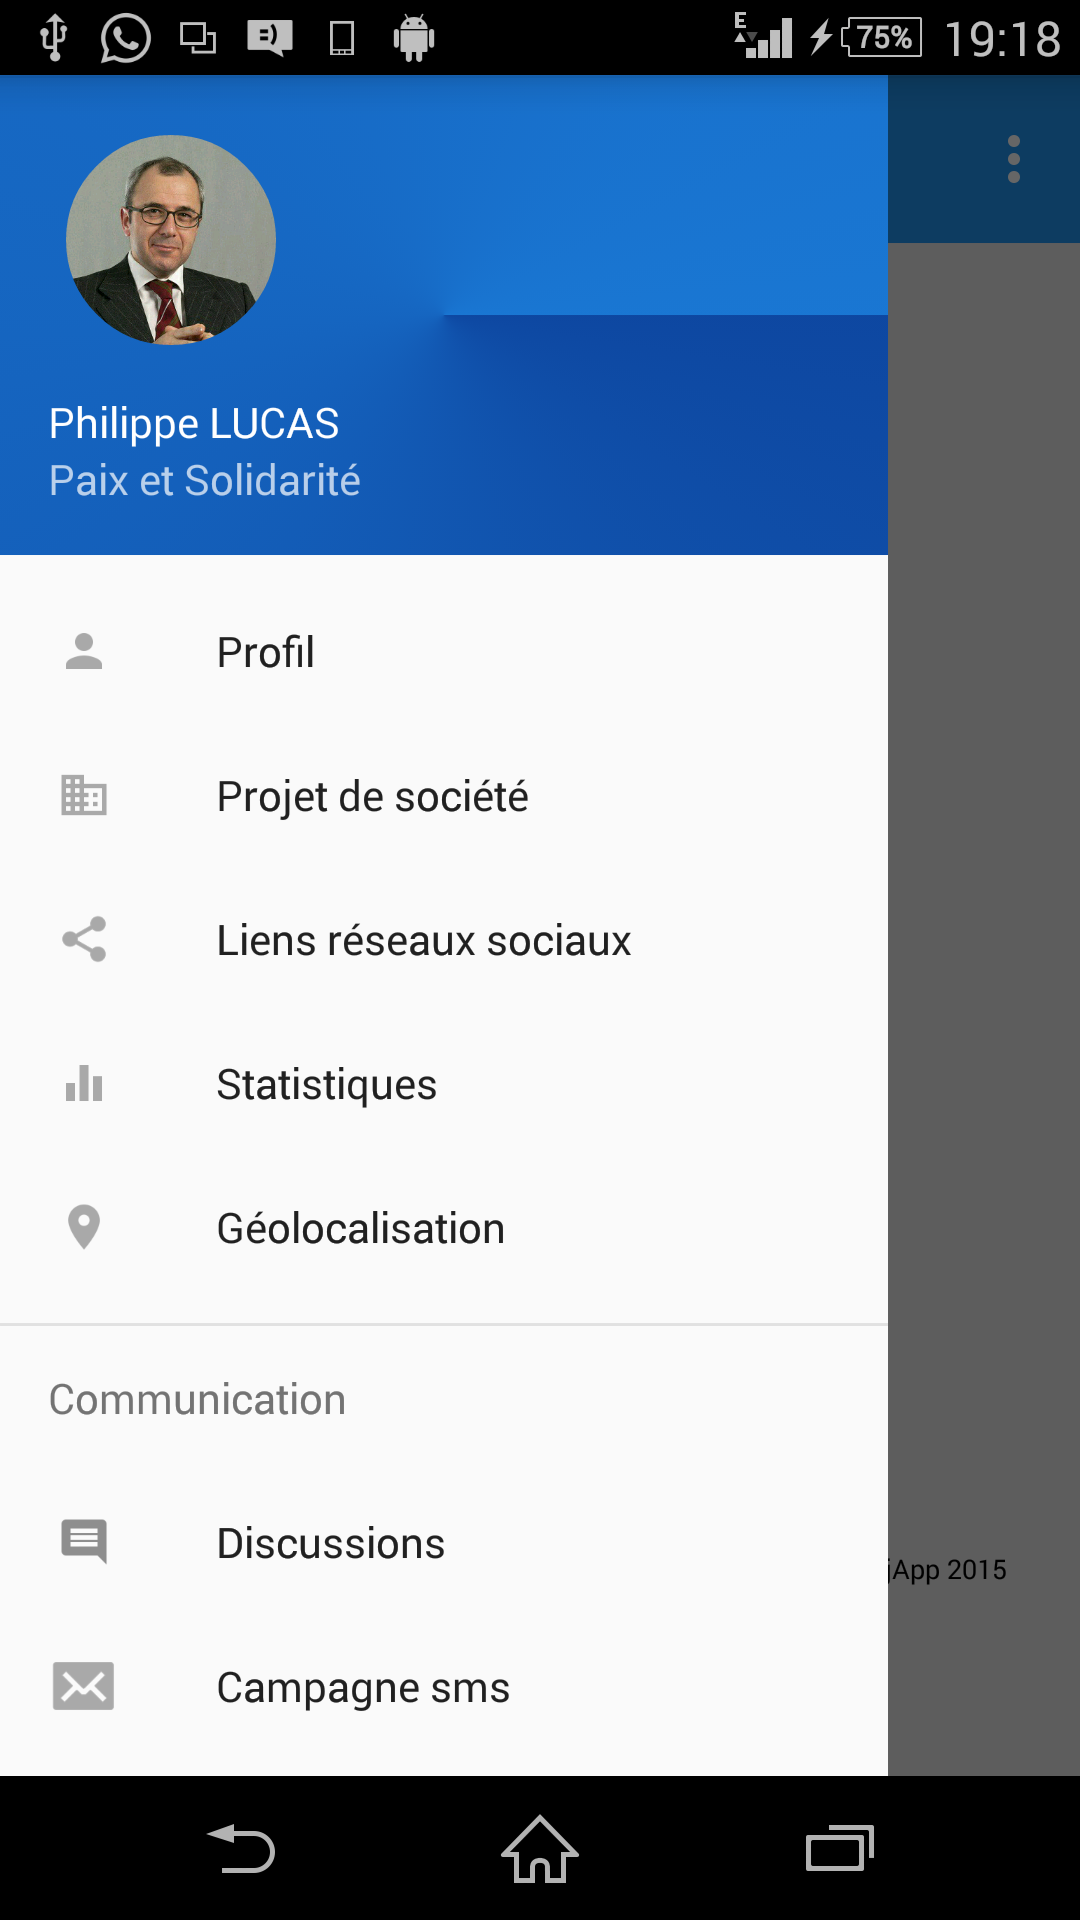 E
75%
19:18
Philippe LUCAS
Paix et Solidarité
Profil
Projet de société
Liens réseaux sociaux
Statistiques
Géolocalisation
Communication
Discussions
jApp 2015
Campagne sms